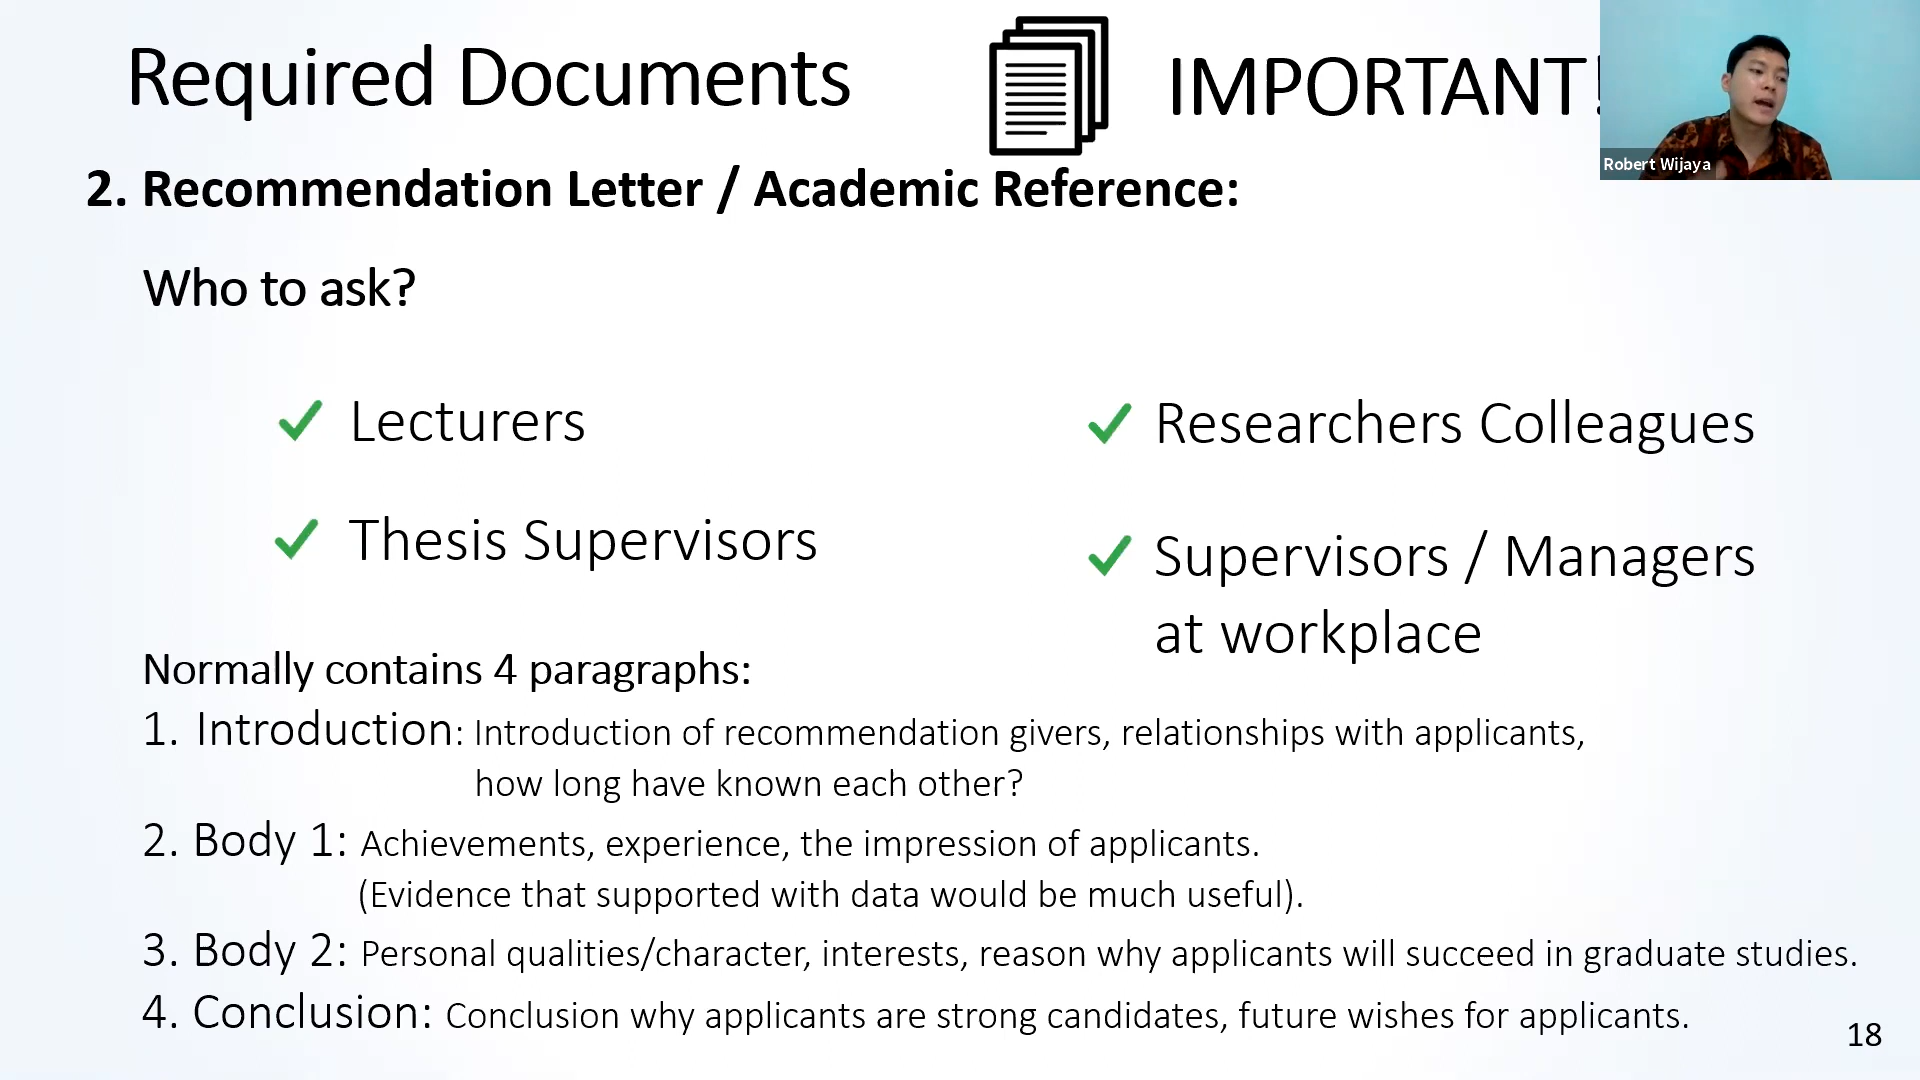 Required Documents
IMPORTANT!
Robert Wijaya
2. Recommendation Letter / Academic Reference:
Who to ask?
Lecturers
Thesis Supervisors
Researchers Colleagues
Supervisors / Managers
at workplace
Normally contains 4 paragraphs:
1. Introduction: Introduction of recommendation givers, relationships with applicants,
how long have known each other?
2. Body 1: Achievements, experience, the impression of applicants.
(Evidence that supported with data would be much useful).
3. Body 2: Personal qualities/character, interests, reason why applicants will succeed in graduate studies.
4. Conclusion: Conclusion why applicants are strong candidates, future wishes for applicants.
18